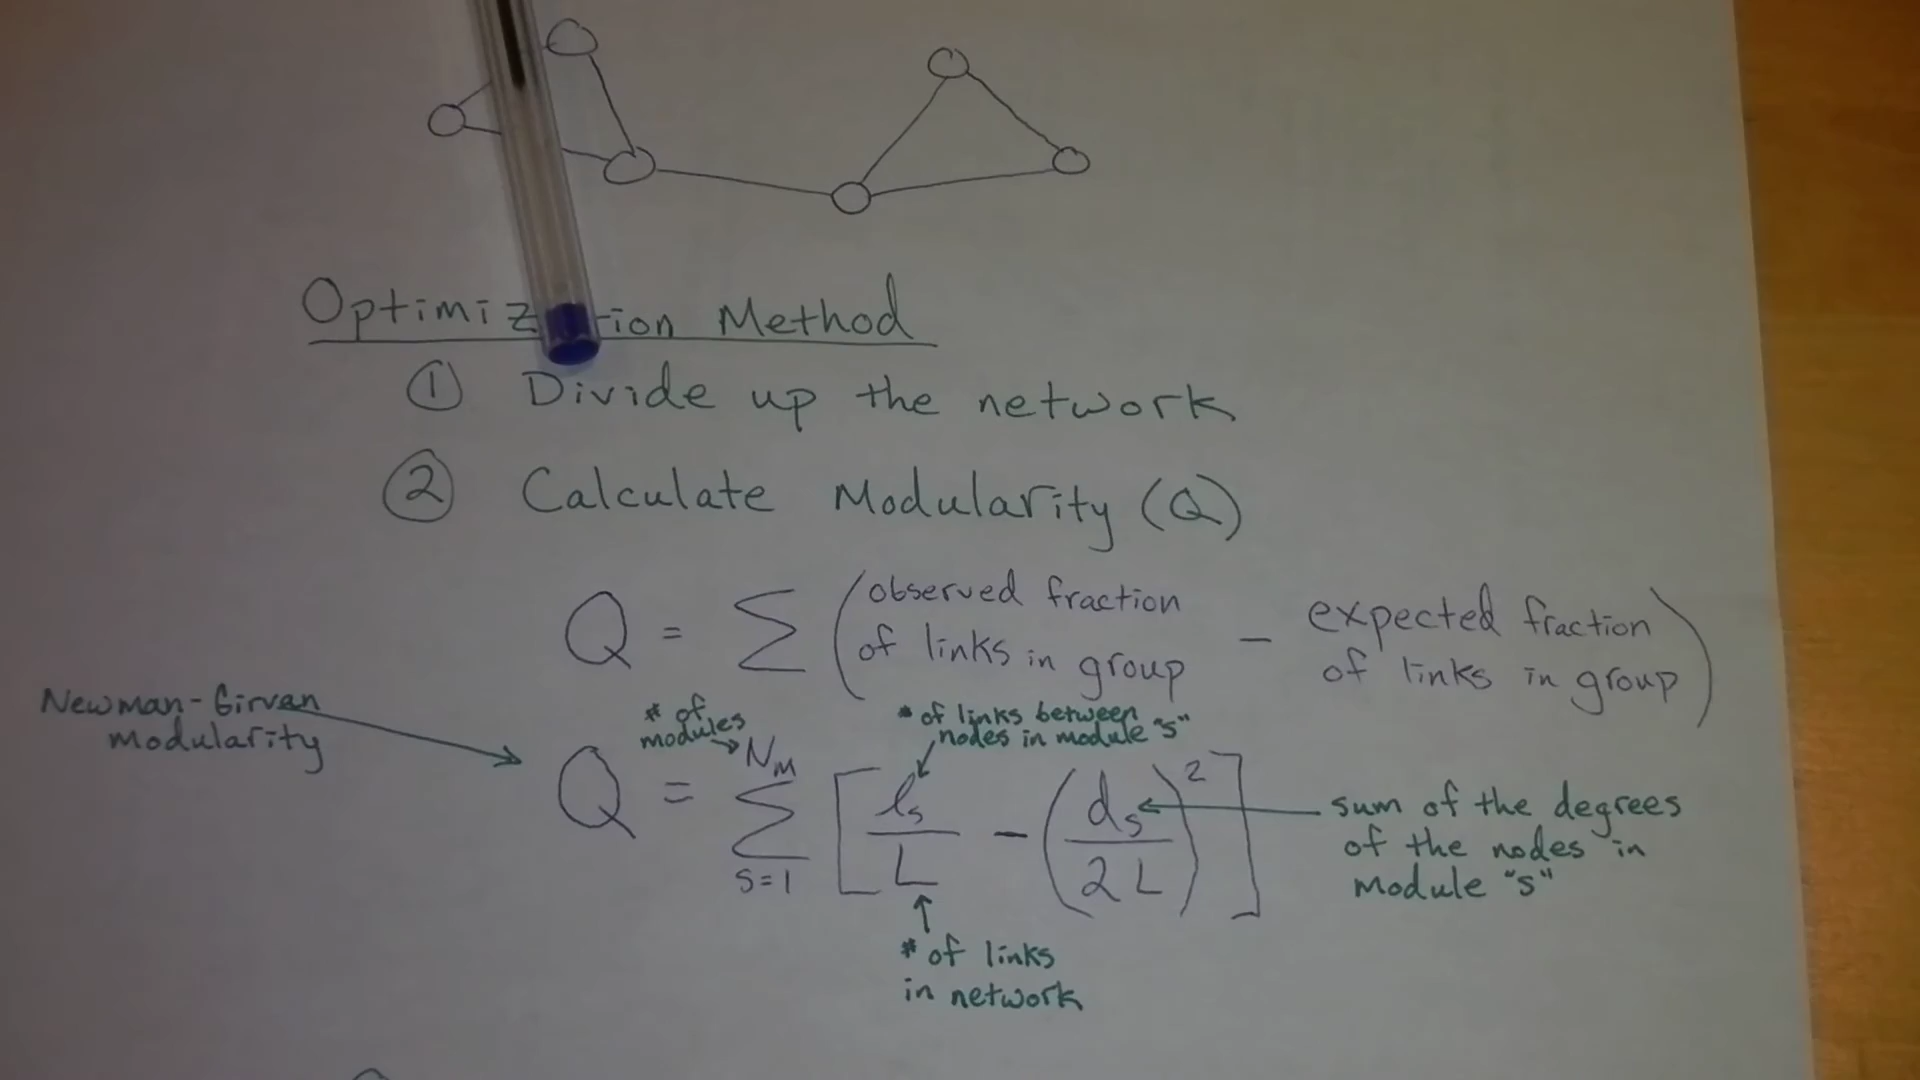 Optimiz tion Method
① Divide up the network
② Calculate Modularity (Q)
Q = Σ (observed fraction of links in group − expected fraction of links in group)
Newman-Girvan
Modularity
# of
modules
# of links between
nodes in module "s"
Q = Σ_{s=1}^{N_M} [ l_s / L − ( d_s / 2L )² ]
sum of the degrees
of the nodes in
module "s"
# of links
in network